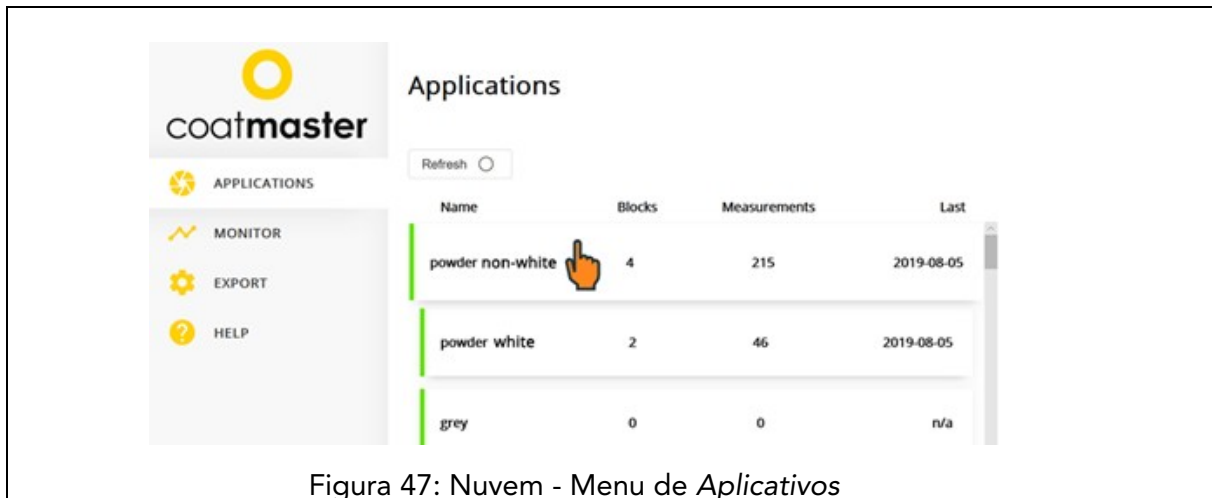 coatmaster
APPLICATIONS
MONITOR
EXPORT
HELP
Applications
Refresh
Name Blocks Measurements Last
powder non-white 4 215 2019-08-05
powder white 2 46 2019-08-05
grey 0 0 n/a
Figura 47: Nuvem - Menu de Aplicativos